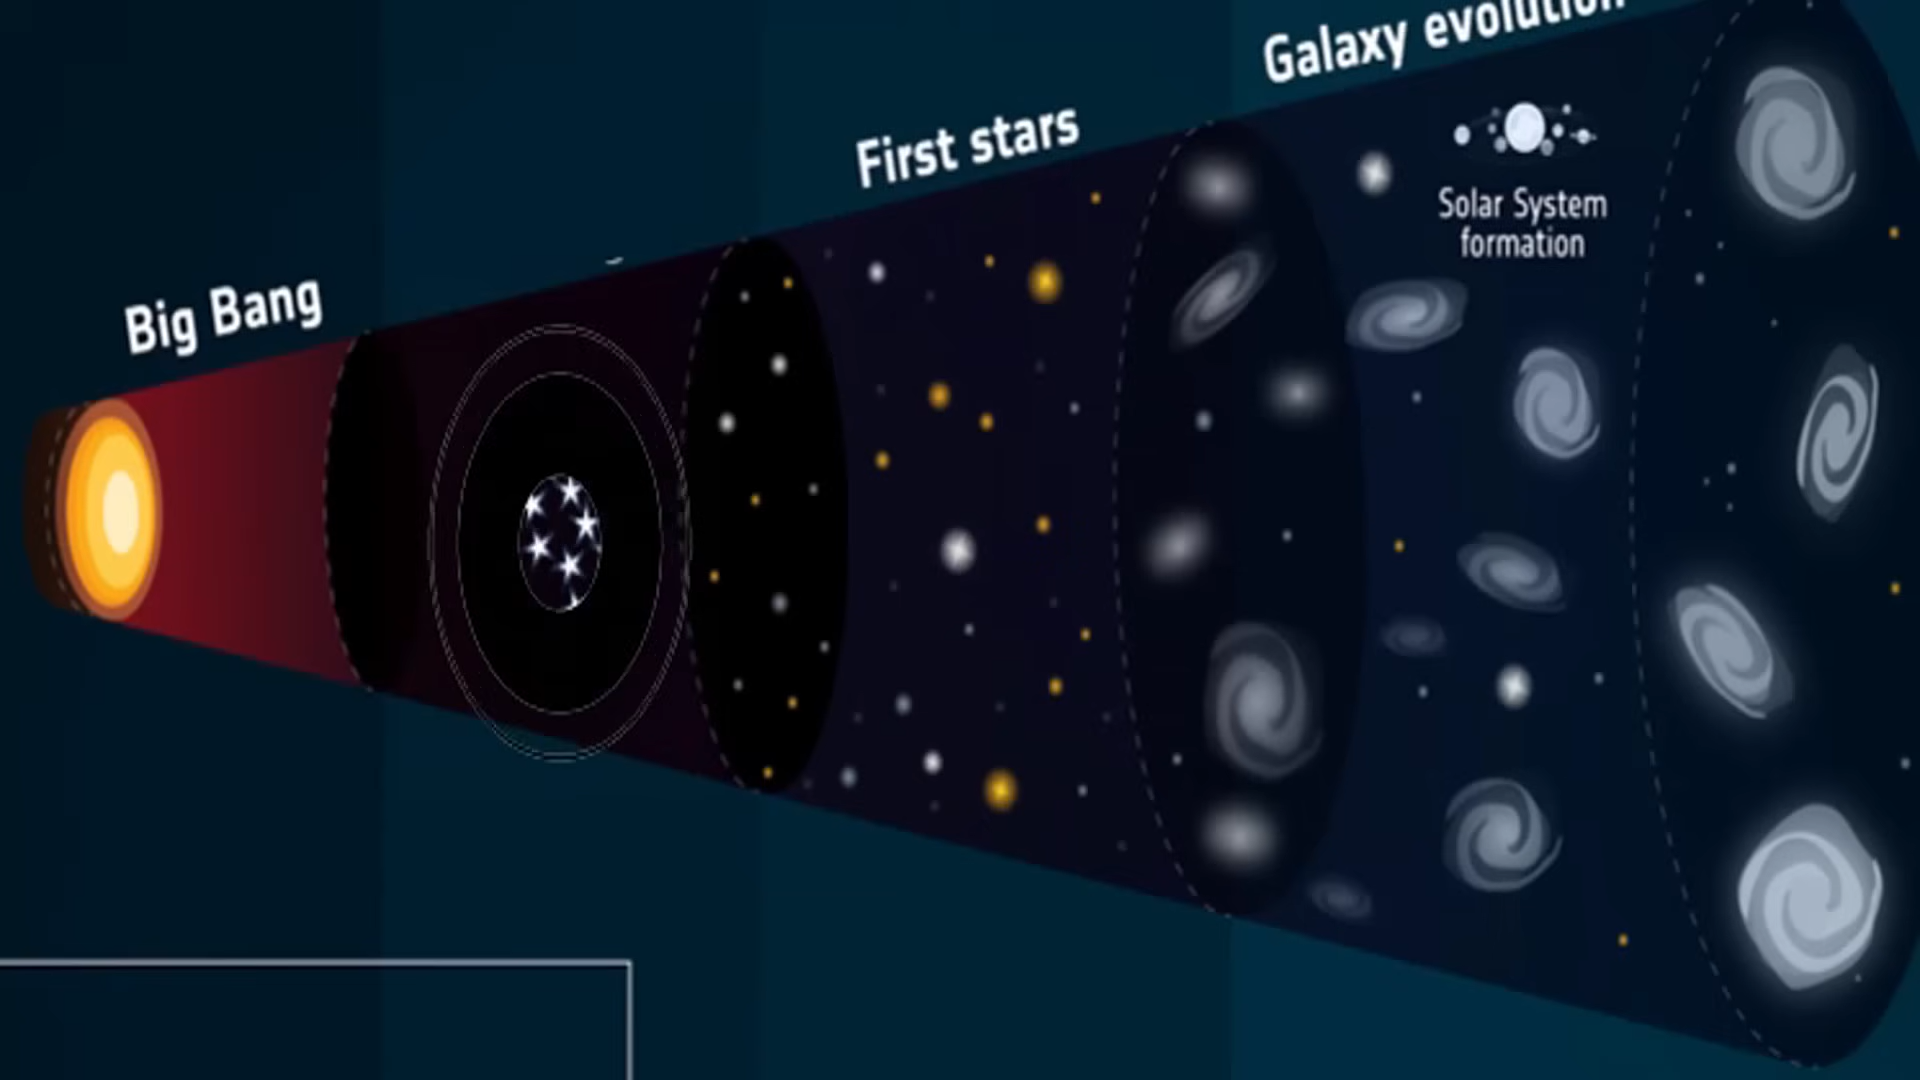 Big Bang
First stars
Galaxy evolution
Solar System
formation